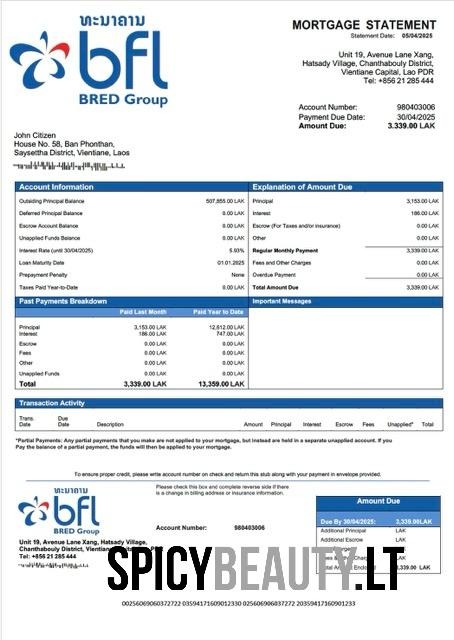 ທະນາຄານ
bfl
BRED Group
MORTGAGE STATEMENT
Statement Date: 05/04/2025
Unit 19, Avenue Lane Xang,
Hatsady Village, Chanthabouly District,
Vientiane Capital, Lao PDR
Tel: +856 21 285 444
Account Number: 980403006
Payment Due Date: 30/04/2025
Amount Due: 3.339.00 LAK
John Citizen
House No. 58, Ban Phonthan,
Saysettha District, Vientiane, Laos
Account Information
Outsiding Principal Balance 507,855.00 LAK
Deferred Principal Balance 0.00 LAK
Escrow Account Balance 0.00 LAK
Unapplied Funds Balance 0.00 LAK
Interest Rate (until 30/04/2025) 5.93%
Loan Maturity Date 01.01.2025
Prepayment Penalty None
Taxes Paid Year-to-Date 0.00 LAK
Explanation of Amount Due
Principal 3,153.00 LAK
Interest 186.00 LAK
Escrow (For Taxes and/or insurance) 0.00 LAK
Other 0.00 LAK
Regular Monthly Payment 3,339.00 LAK
Fees and Other Charges 0.00 LAK
Overdue Payment 0.00 LAK
Total Amount Due 3,339.00 LAK
Past Payments Breakdown
Paid Last Month Paid Year to Date
Principal 3,153.00 LAK 12,612.00 LAK
Interest 186.00 LAK 747.00 LAK
Escrow 0.00 LAK 0.00 LAK
Fees 0.00 LAK 0.00 LAK
Other 0.00 LAK 0.00 LAK
Unapplied Funds 0.00 LAK 0.00 LAK
Total 3,339.00 LAK 13,359.00 LAK
Important Messages
Transaction Activity
Trans. Date Due Date Description Amount Principal Interest Escrow Fees Unapplied* Total
*Partial Payments: Any partial payments that you make are not applied to your mortgage, but instead are held in a separate unapplied account. If you
Pay the balance of a partial payment, the funds will then be applied to your mortgage.
To ensure proper credit, please write account number on check and return this stub along with payment in envelope provided.
ທະນາຄານ
bfl
BRED Group
Please check this box and complete reverse side if there
is a change in billing address or insurance information.
Account Number: 980403006
Unit 19, Avenue Lane Xang, Hatsady Village,
Chanthabouly District, Vientiane
Tel: +856 21 285 444
Amount Due
Due By 30/04/2025: 3,339.00LAK
Additional Principal LAK
Additional Escrow LAK
LAK
LAK
SPICYBEAUTY.LT
00256069060372722 03594171609012330 025606906037272 20359417160901233